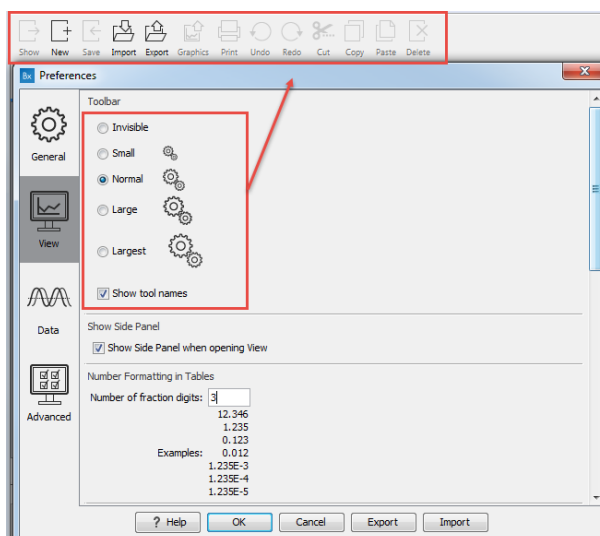 Show New Save Import Export Graphics Print Undo Redo Cut Copy Paste Delete
Bx Preferences
Toolbar
Invisible
Small
Normal
Large
Largest
Show tool names
General
View
Data
Advanced
Show Side Panel
Show Side Panel when opening View
Number Formatting in Tables
Number of fraction digits: 3
12.346
1.235
0.123
Examples: 0.012
1.235E-3
1.235E-4
1.235E-5
? Help OK Cancel Export Import